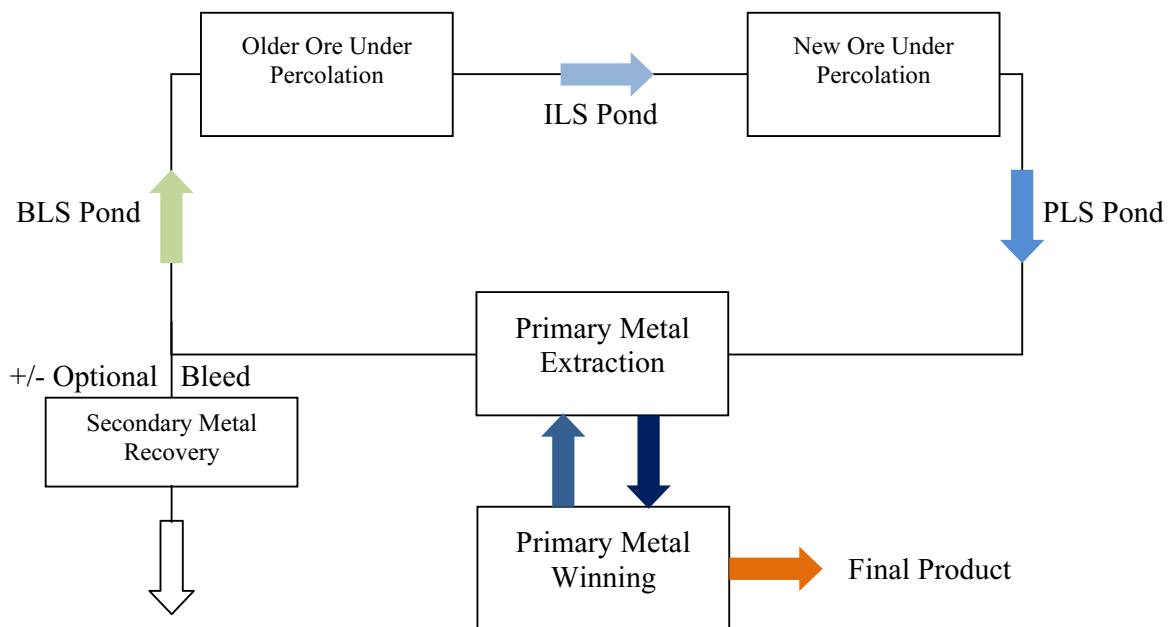 Older Ore Under
Percolation
New Ore Under
Percolation
ILS Pond
BLS Pond
PLS Pond
Primary Metal
Extraction
+/- Optional Bleed
Secondary Metal
Recovery
Primary Metal
Winning
Final Product